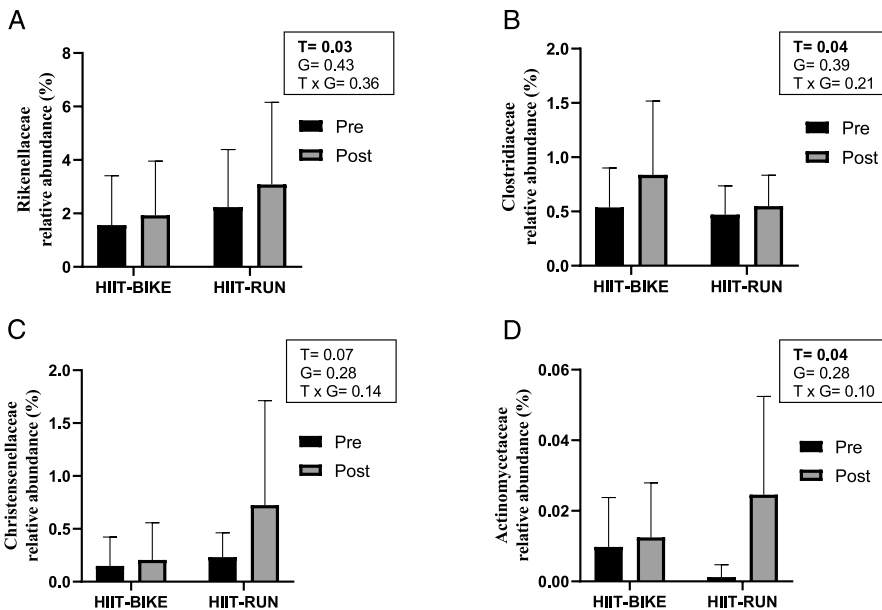 A
T= 0.03
G= 0.43
T x G= 0.36
Rikenellaceae
relative abundance (%)
8
6
4
2
0
Pre
Post
HIIT-BIKE
HIIT-RUN
B
T= 0.04
G= 0.39
T x G= 0.21
Clostridiaceae
relative abundance (%)
2.0
1.5
1.0
0.5
0.0
Pre
Post
HIIT-BIKE
HIIT-RUN
C
T= 0.07
G= 0.28
T x G= 0.14
Christensenellaceae
relative abundance (%)
2.0
1.5
1.0
0.5
0.0
Pre
Post
HIIT-BIKE
HIIT-RUN
D
T= 0.04
G= 0.28
T x G= 0.10
Actinomycetaceae
relative abundance (%)
0.06
0.04
0.02
0.00
Pre
Post
HIIT-BIKE
HIIT-RUN